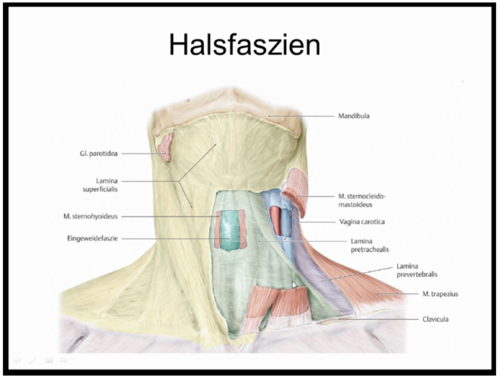 Halsfaszien
Mandibula
Gl. parotidea
Lamina
superficialis
M. sternocleido-
mastoideus
M. sternohyoideus
Vagina carotica
Eingeweidefaszie
Lamina
pretrachealis
Lamina
prevertebralis
M. trapezius
Clavicula